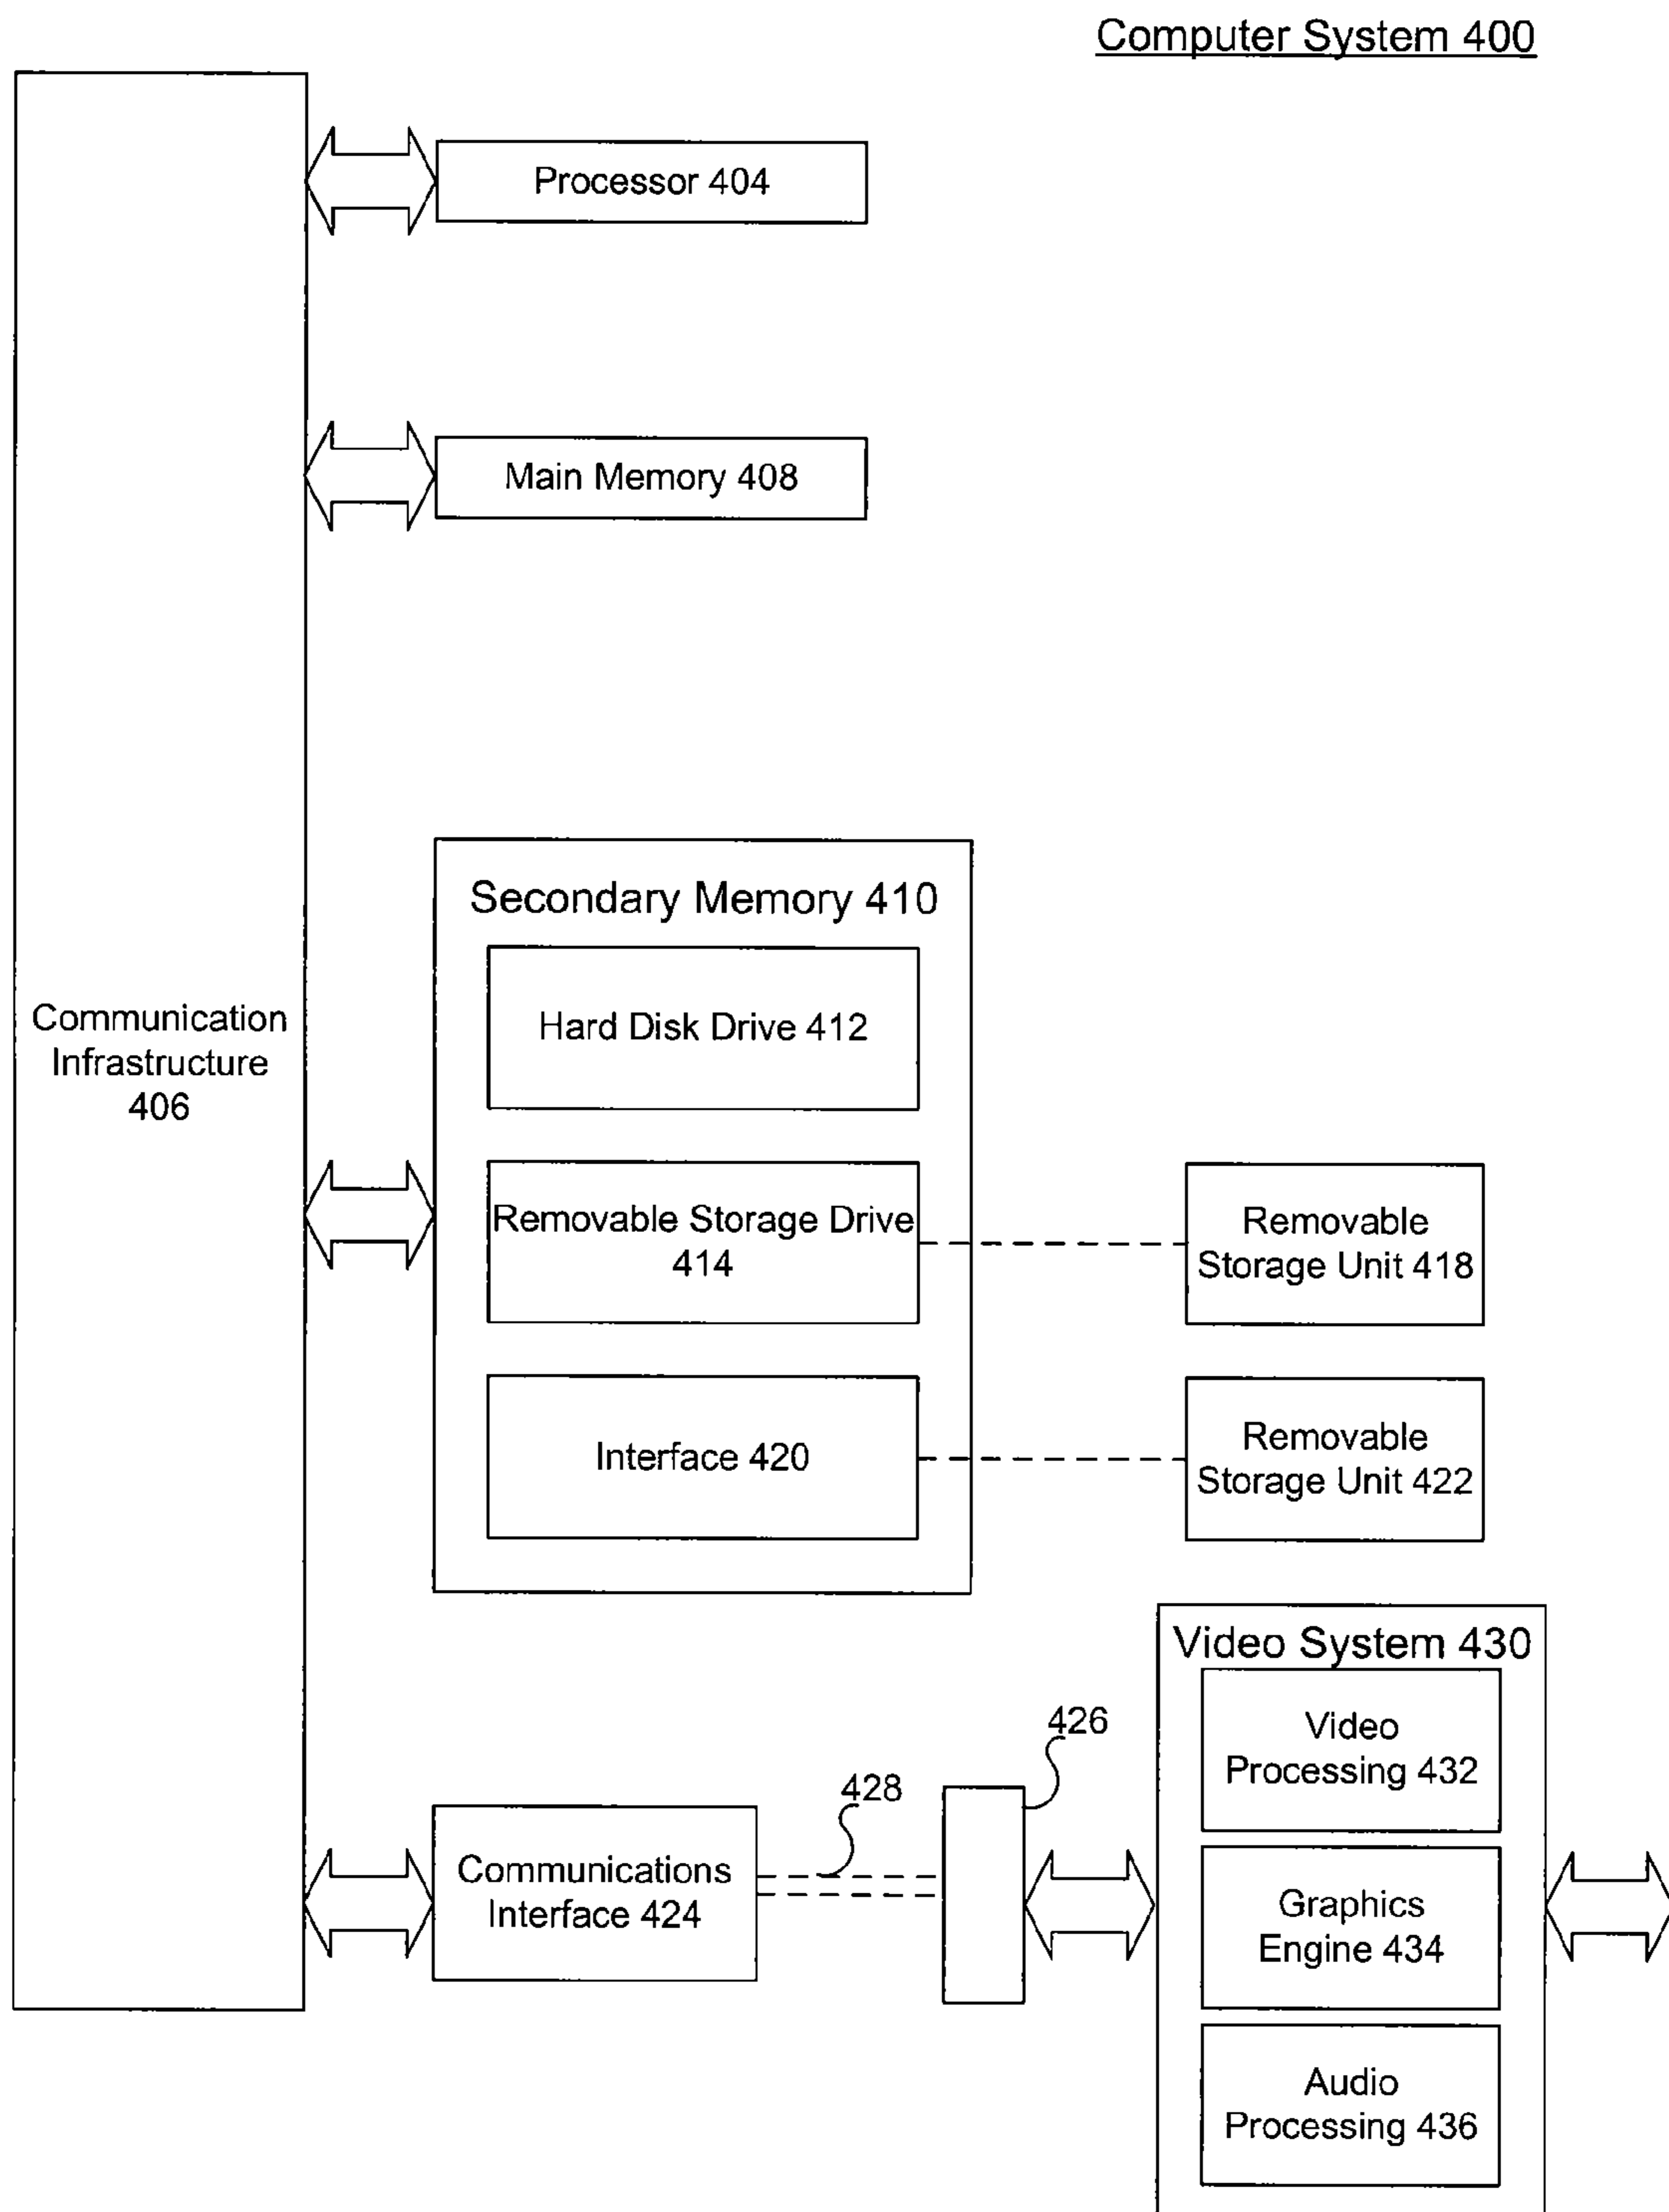 Computer System 400
Processor 404
Main Memory 408
Secondary Memory 410
Hard Disk Drive 412
Communication
Infrastructure
406
Removable Storage Drive
414
Removable
Storage Unit 418
Interface 420
Removable
Storage Unit 422
Video System 430
Video
Processing 432
426
428
Communications
Interface 424
Graphics
Engine 434
Audio
Processing 436